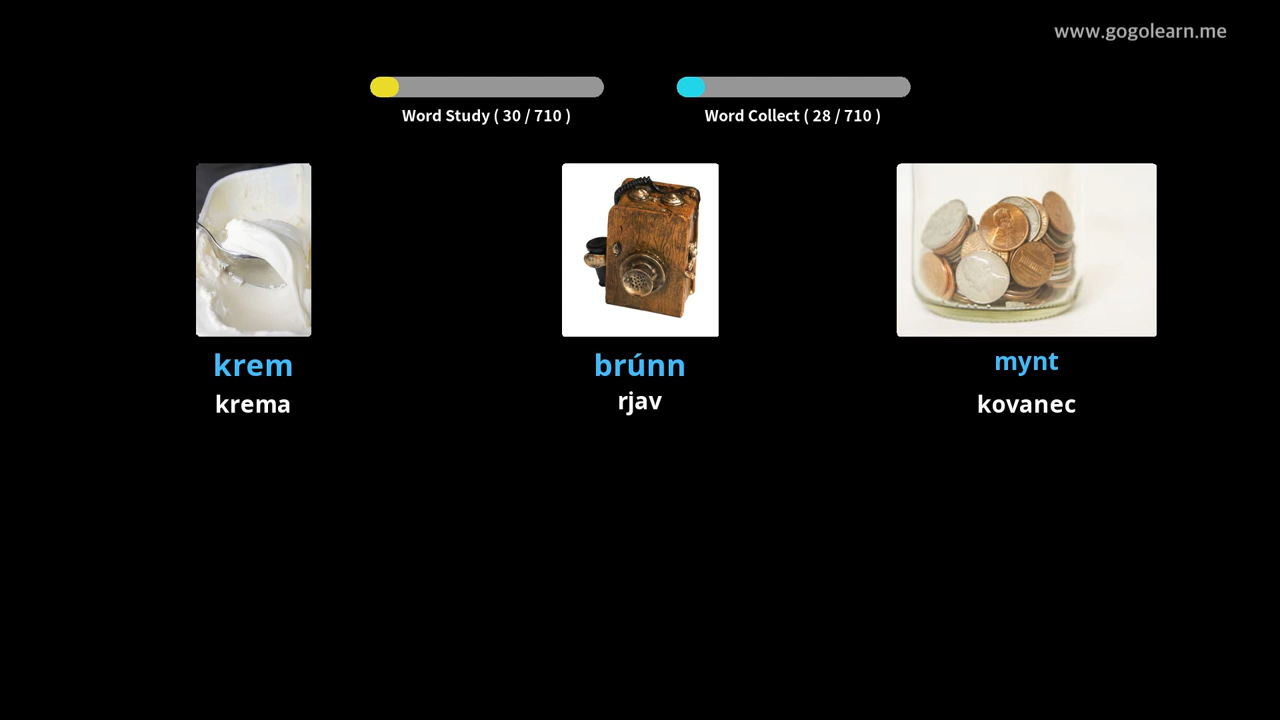 www.gogolearn.me
Word Study ( 30 / 710 )
Word Collect ( 28 / 710 )
krem
krema
brúnn
rjav
mynt
kovanec